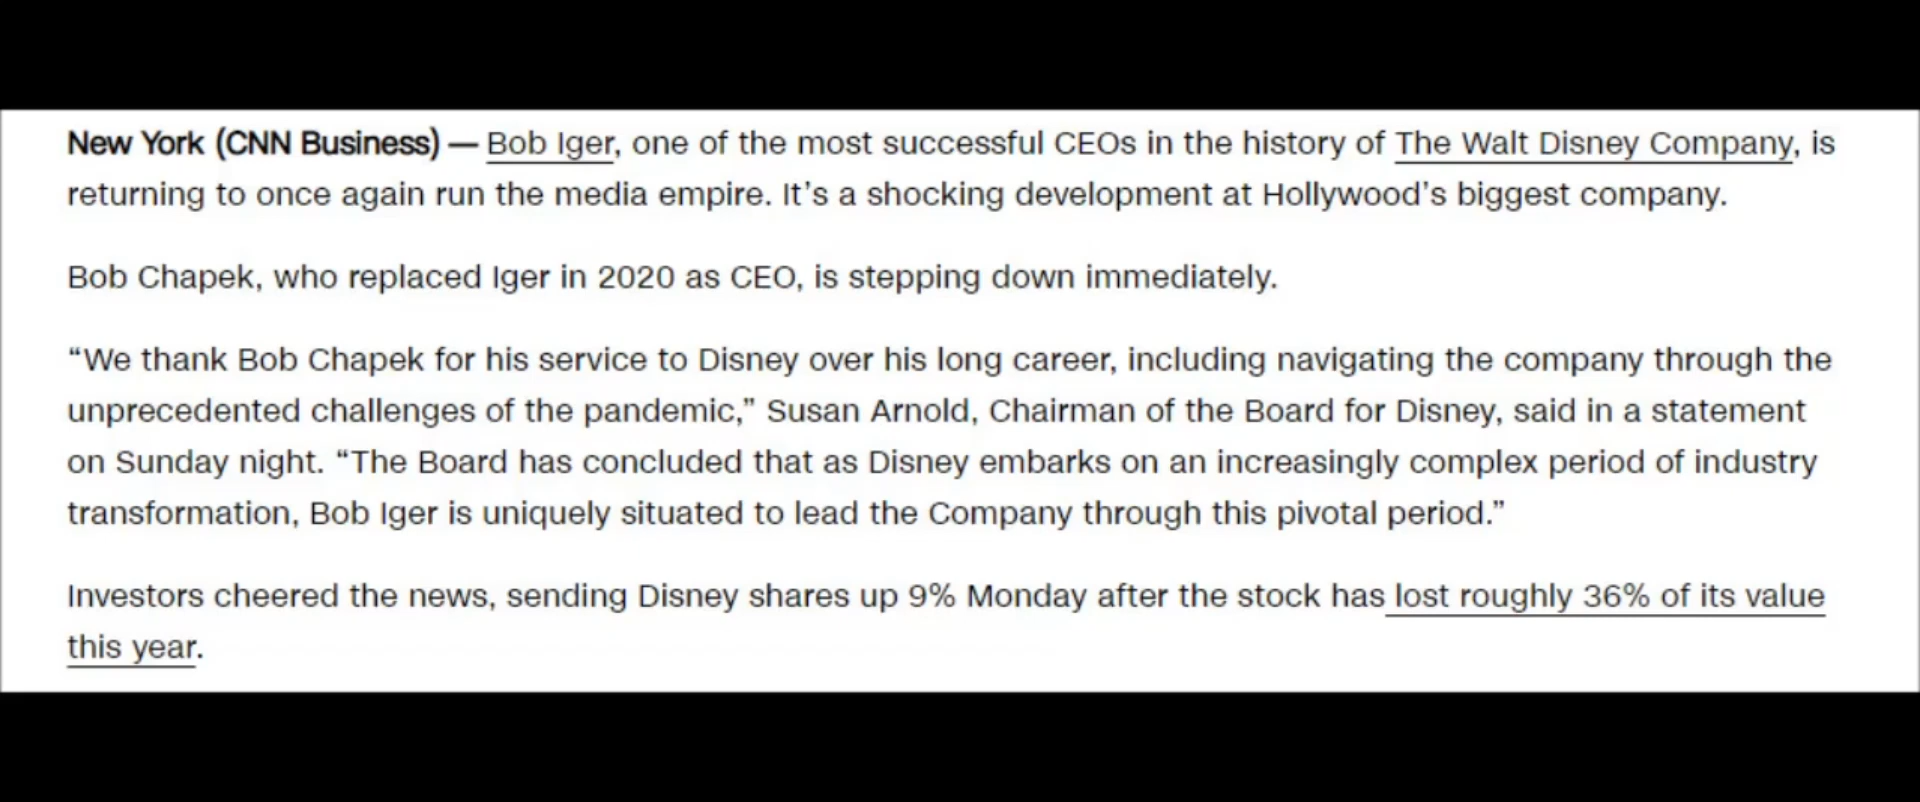 New York (CNN Business) — Bob Iger, one of the most successful CEOs in the history of The Walt Disney Company, is
returning to once again run the media empire. It’s a shocking development at Hollywood’s biggest company.
Bob Chapek, who replaced Iger in 2020 as CEO, is stepping down immediately.
“We thank Bob Chapek for his service to Disney over his long career, including navigating the company through the
unprecedented challenges of the pandemic,” Susan Arnold, Chairman of the Board for Disney, said in a statement
on Sunday night. “The Board has concluded that as Disney embarks on an increasingly complex period of industry
transformation, Bob Iger is uniquely situated to lead the Company through this pivotal period.”
Investors cheered the news, sending Disney shares up 9% Monday after the stock has lost roughly 36% of its value
this year.